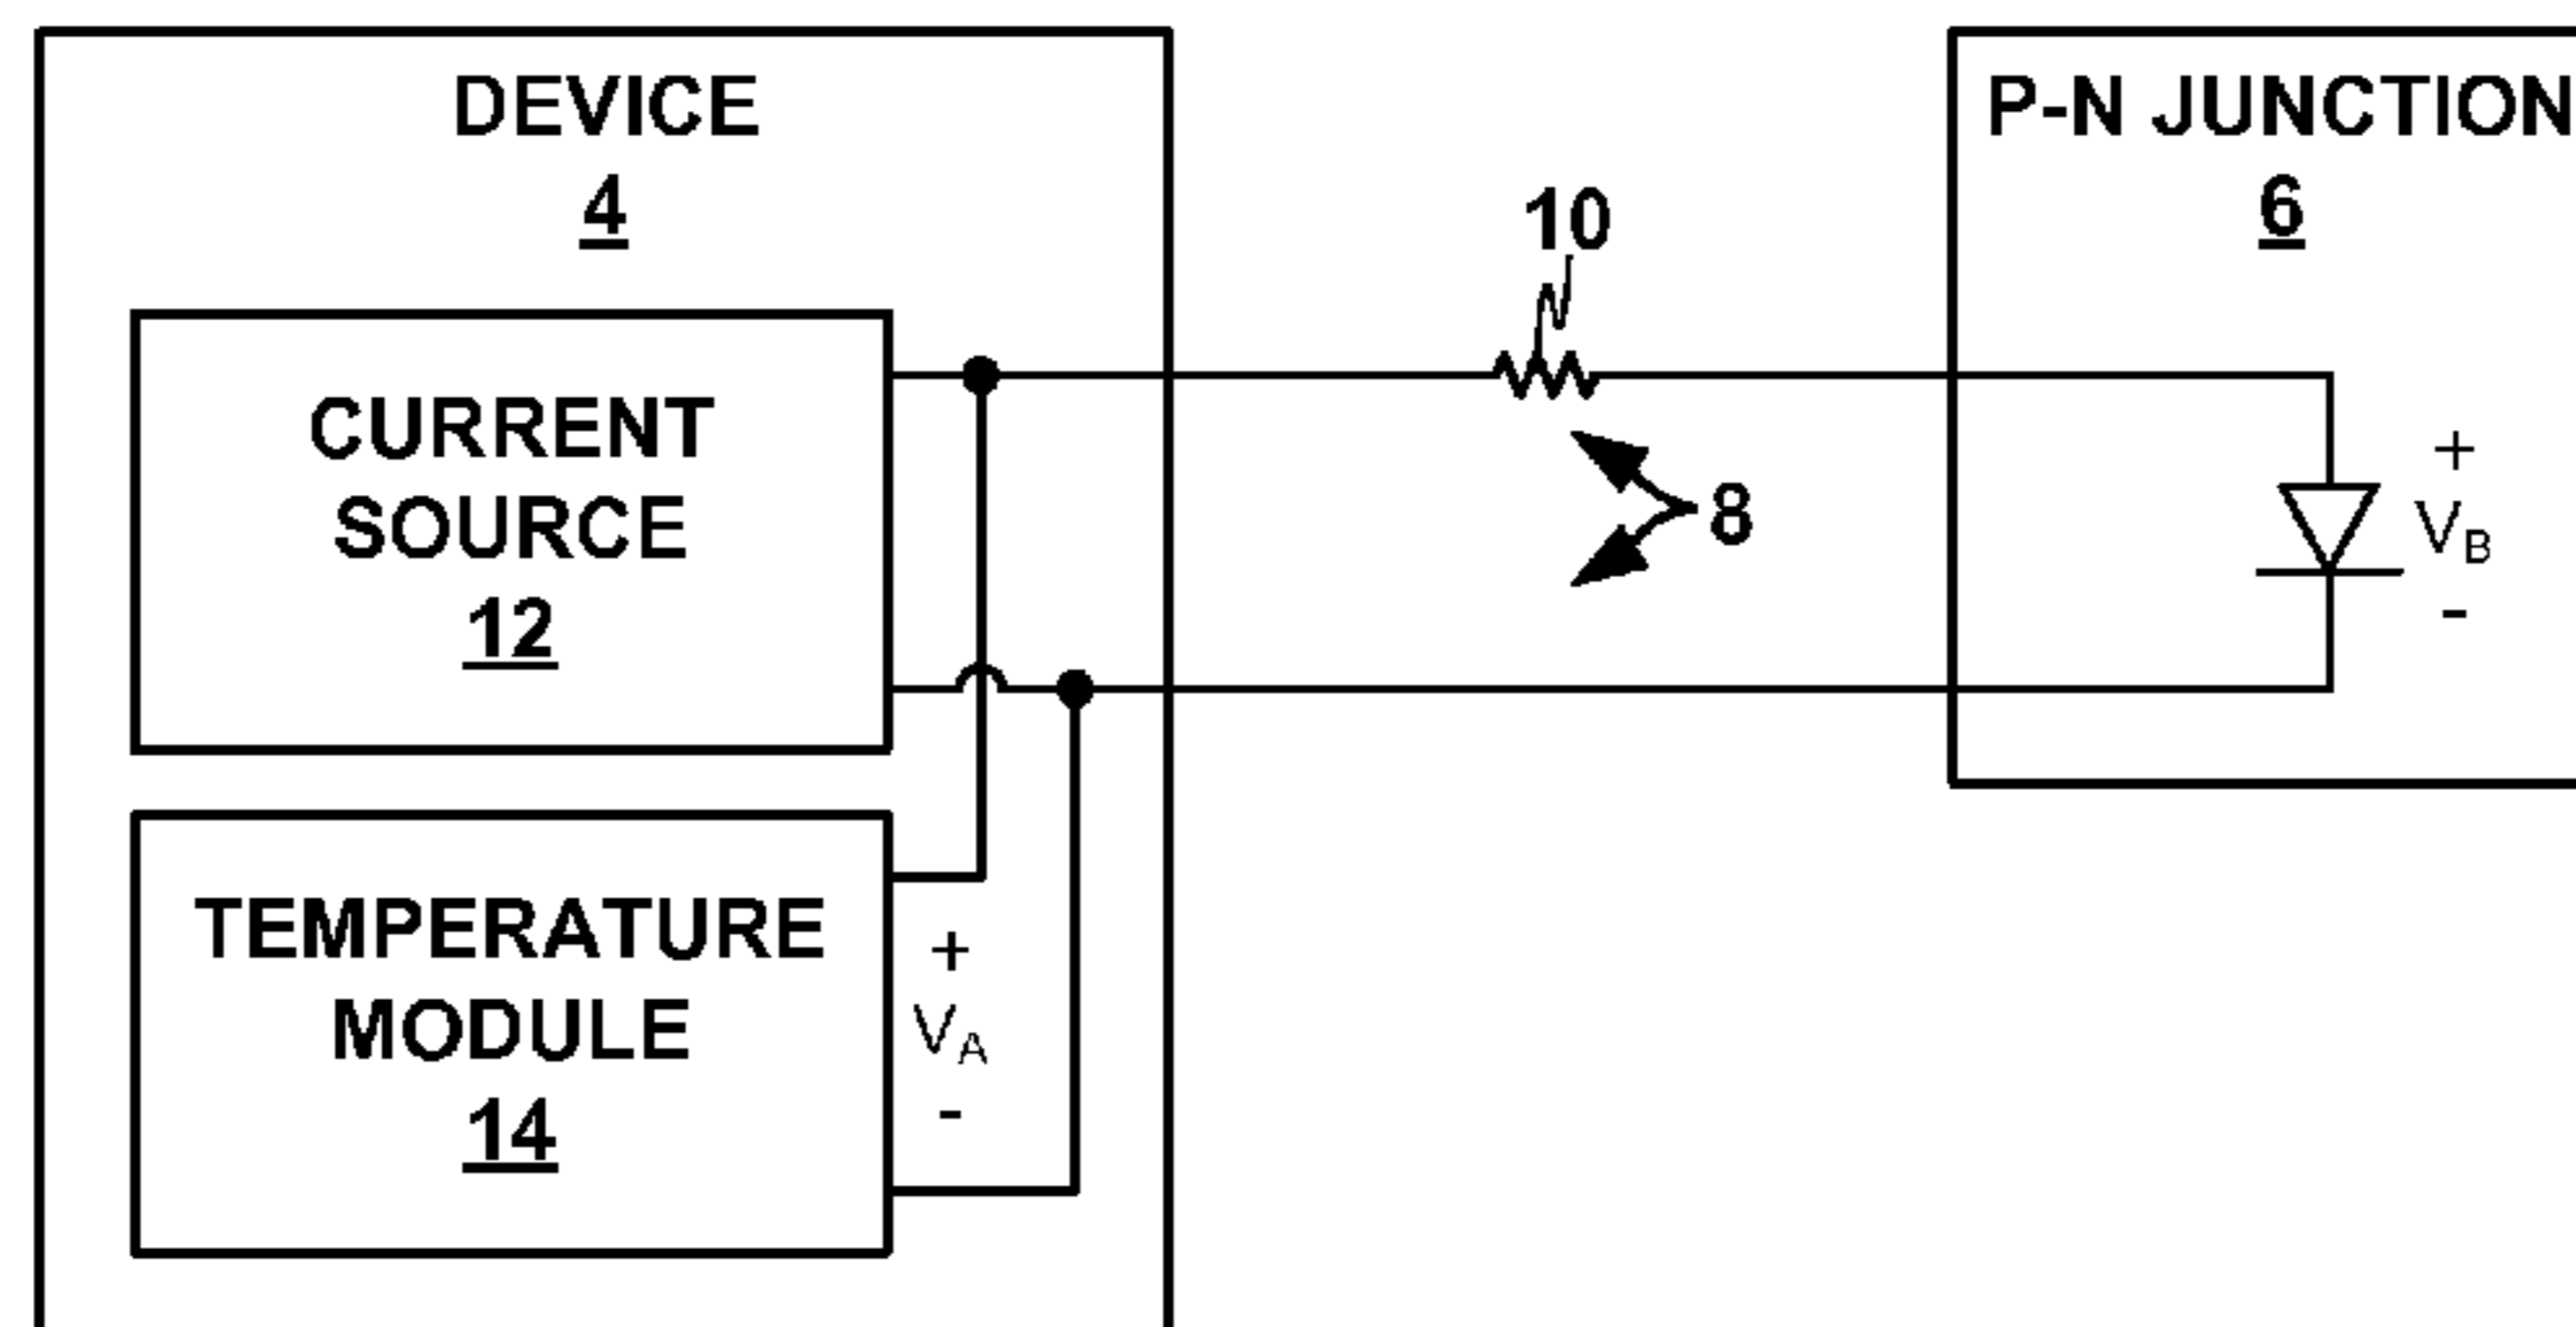 DEVICE
4
P-N JUNCTION
6
10
CURRENT
SOURCE
12
8
+
VB
-
TEMPERATURE
MODULE
14
+
VA
-